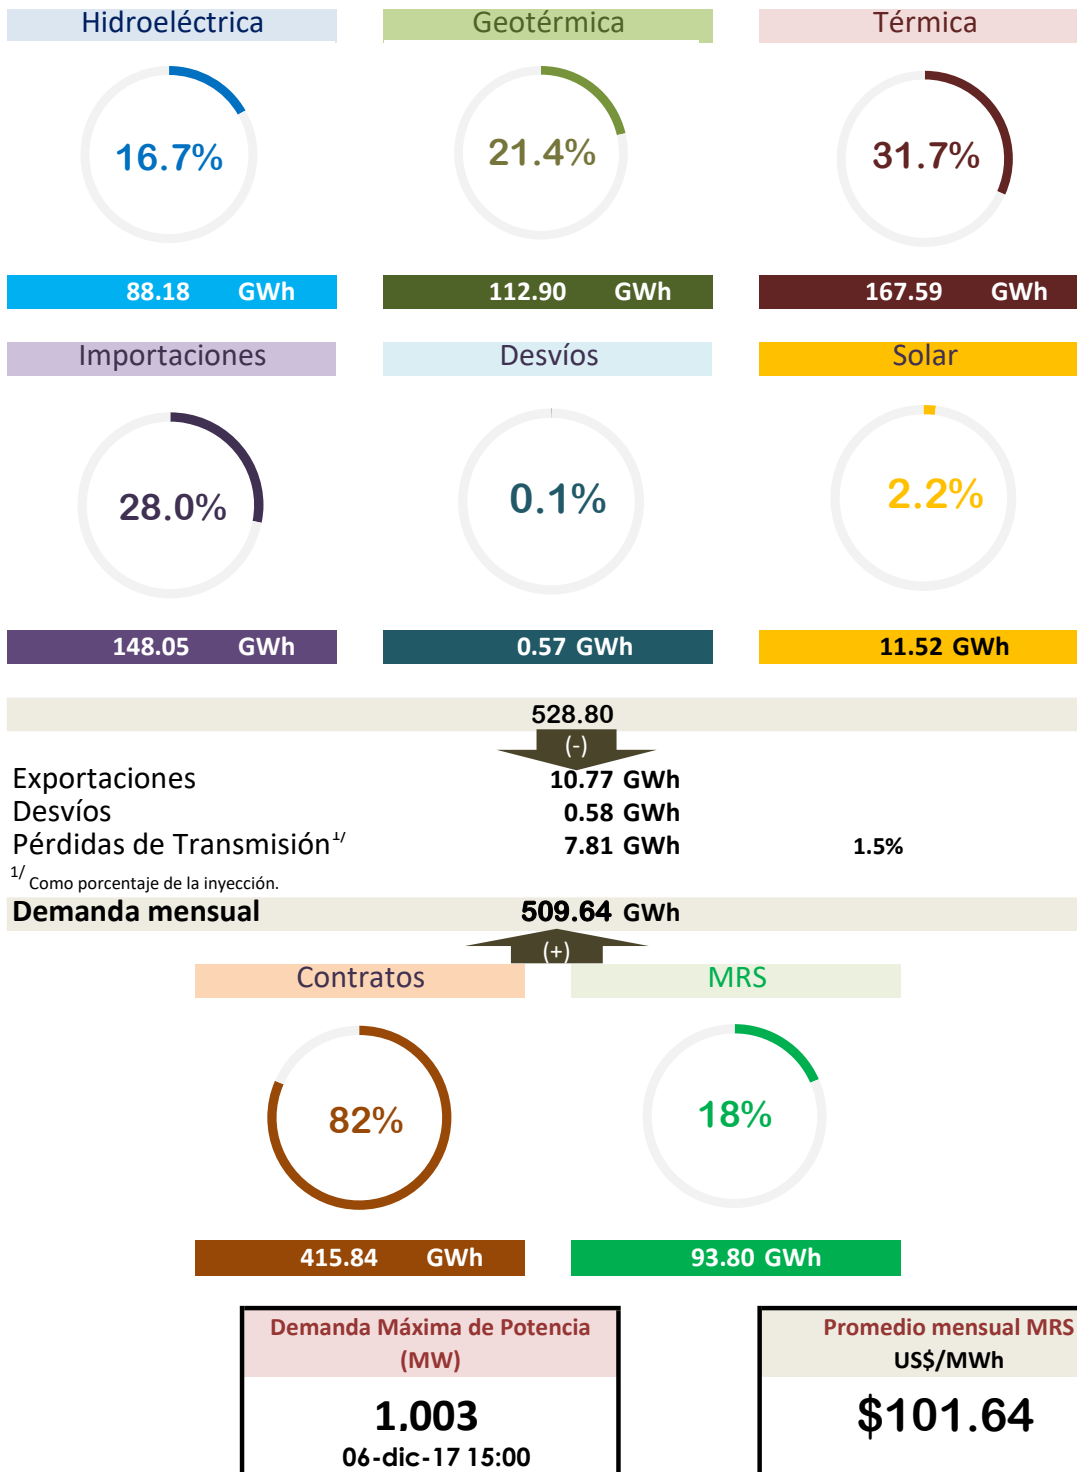 Hidroeléctrica Geotérmica Térmica
16.7% 21.4% 31.7%
88.18 GWh 112.90 GWh 167.59 GWh
Importaciones Desvíos Solar
28.0% 0.1% 2.2%
148.05 GWh 0.57 GWh 11.52 GWh
528.80
(-)
Exportaciones 10.77 GWh
Desvíos 0.58 GWh
Pérdidas de Transmisión 1/ 7.81 GWh 1.5%
1/ Como porcentaje de la inyección.
Demanda mensual 509.64 GWh
(+)
Contratos MRS
82% 18%
415.84 GWh 93.80 GWh
Demanda Máxima de Potencia
(MW)
1,003
06-dic-17 15:00
Promedio mensual MRS
US$/MWh
$101.64